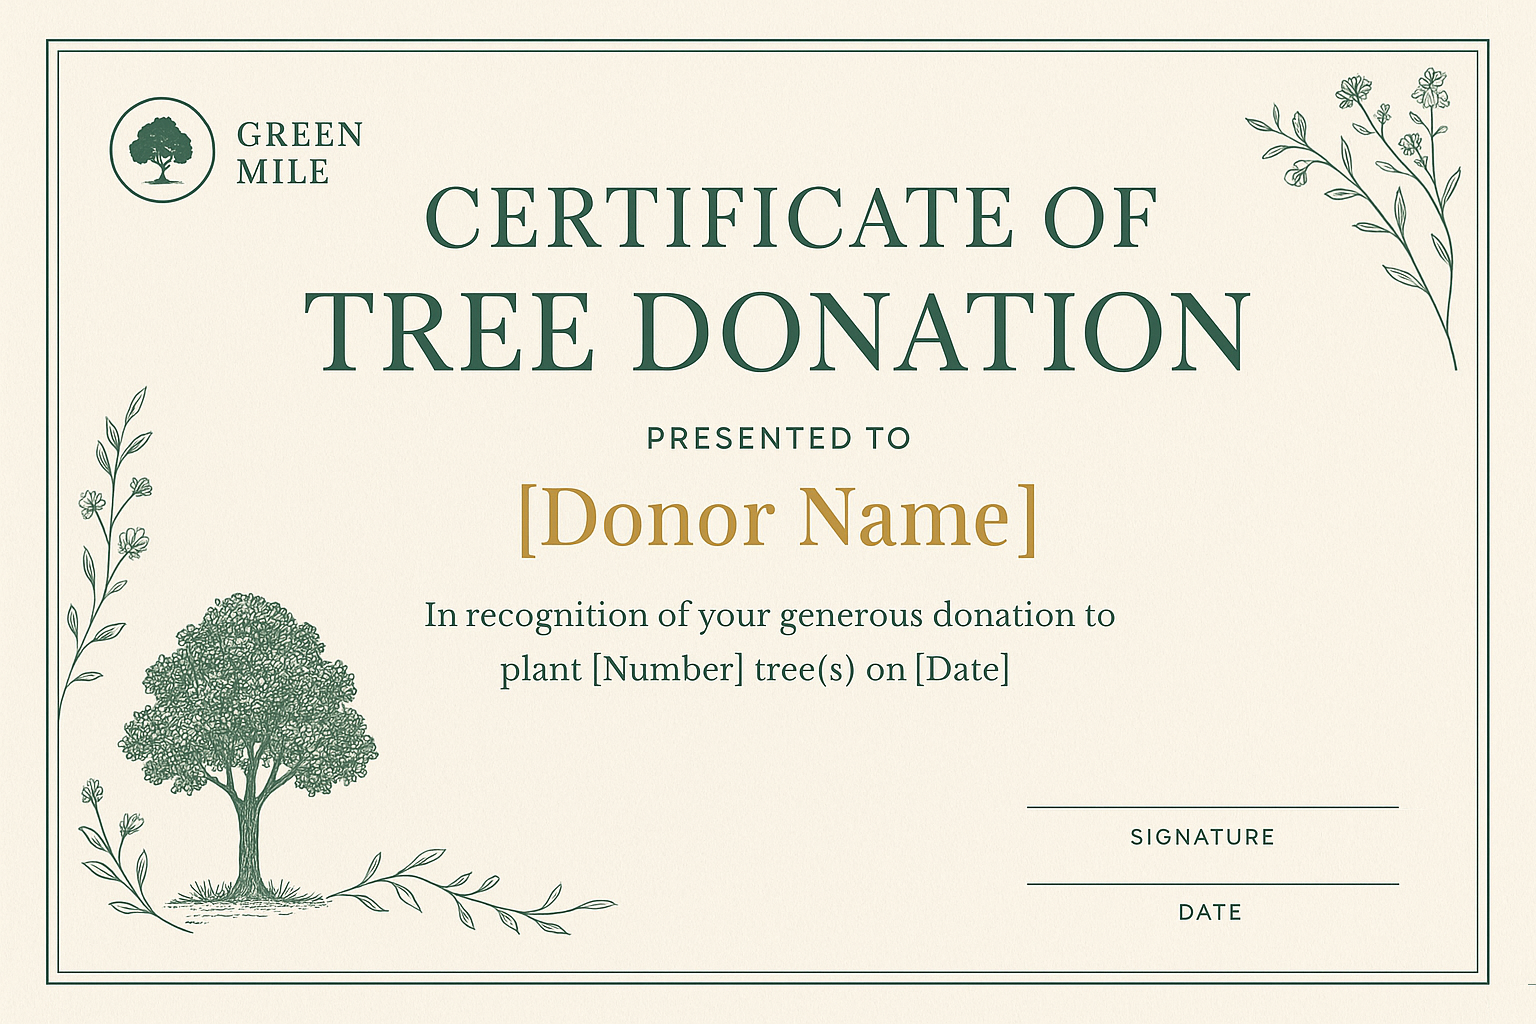 GREEN
MILE
CERTIFICATE OF
TREE DONATION
PRESENTED TO
[Donor Name]
In recognition of your generous donation to
plant [Number] tree(s) on [Date]
SIGNATURE
DATE